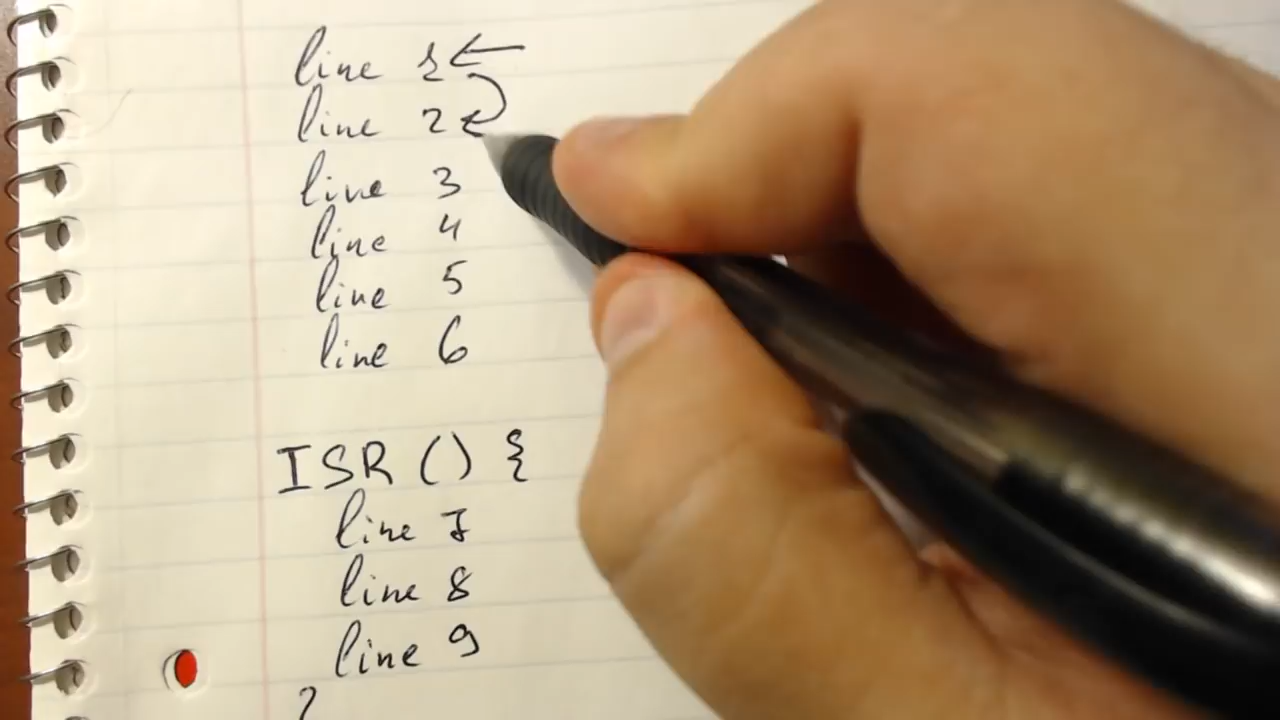 line 1 ←
line 2
line 3
line 4
line 5
line 6
ISR () {
line 7
line 8
line 9
}